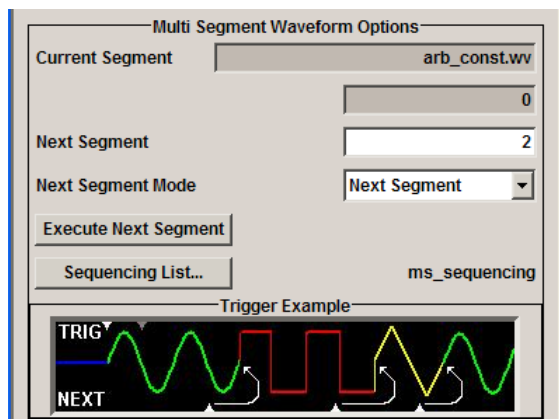 Multi Segment Waveform Options
Current Segment arb_const.wv
0
Next Segment 2
Next Segment Mode Next Segment
Execute Next Segment
Sequencing List... ms_sequencing
Trigger Example
TRIG
NEXT